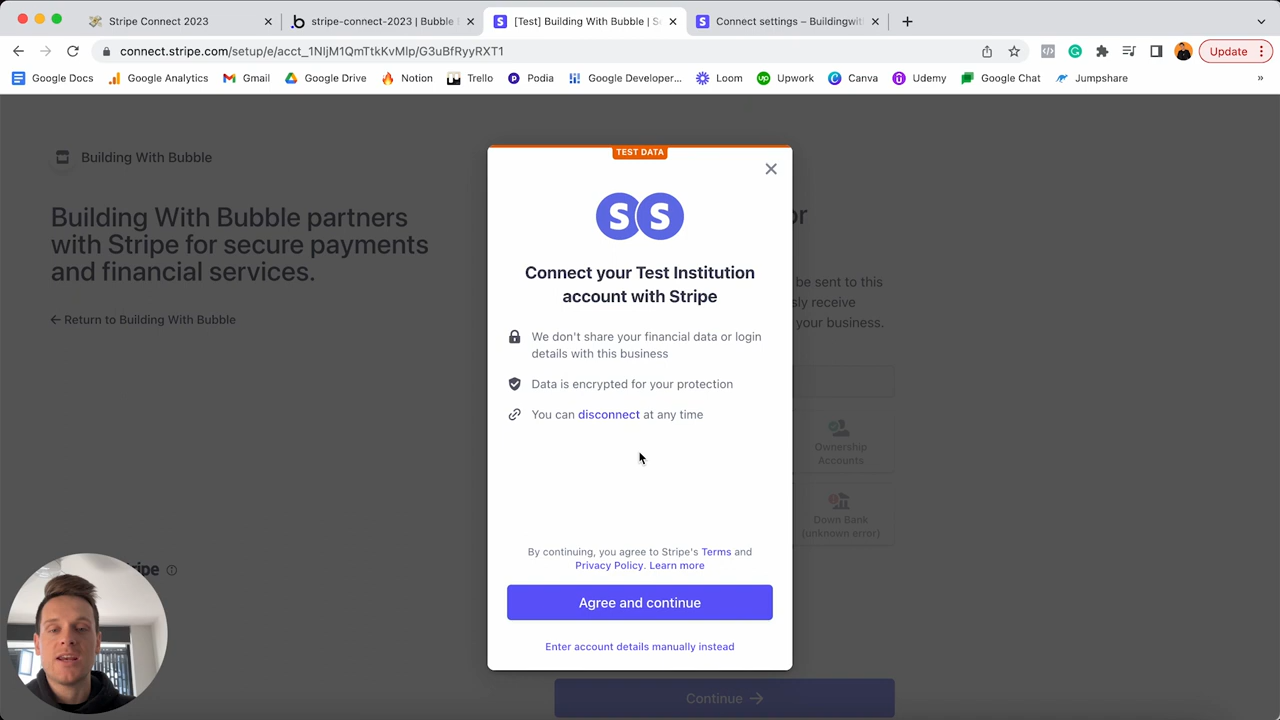 Stripe Connect 2023
stripe-connect-2023 | Bubble
[Test] Building With Bubble | S
Connect settings – Buildingwit
connect.stripe.com/setup/e/acct_1NIjM1QmTtkKvMlp/G3uBfRyyRXT1
Update
Google Docs
Google Analytics
Gmail
Google Drive
Notion
Trello
Podia
Google Developer...
Loom
Upwork
Canva
Udemy
Google Chat
Jumpshare
»
Building With Bubble
Building With Bubble partners
with Stripe for secure payments
and financial services.
← Return to Building With Bubble
TEST DATA
S S
Connect your Test Institution
account with Stripe
We don't share your financial data or login
details with this business
Data is encrypted for your protection
You can disconnect at any time
By continuing, you agree to Stripe's Terms and
Privacy Policy. Learn more
Agree and continue
Enter account details manually instead
or
be sent to this
sly receive
your business.
Ownership
Accounts
Down Bank
(unknown error)
Continue →